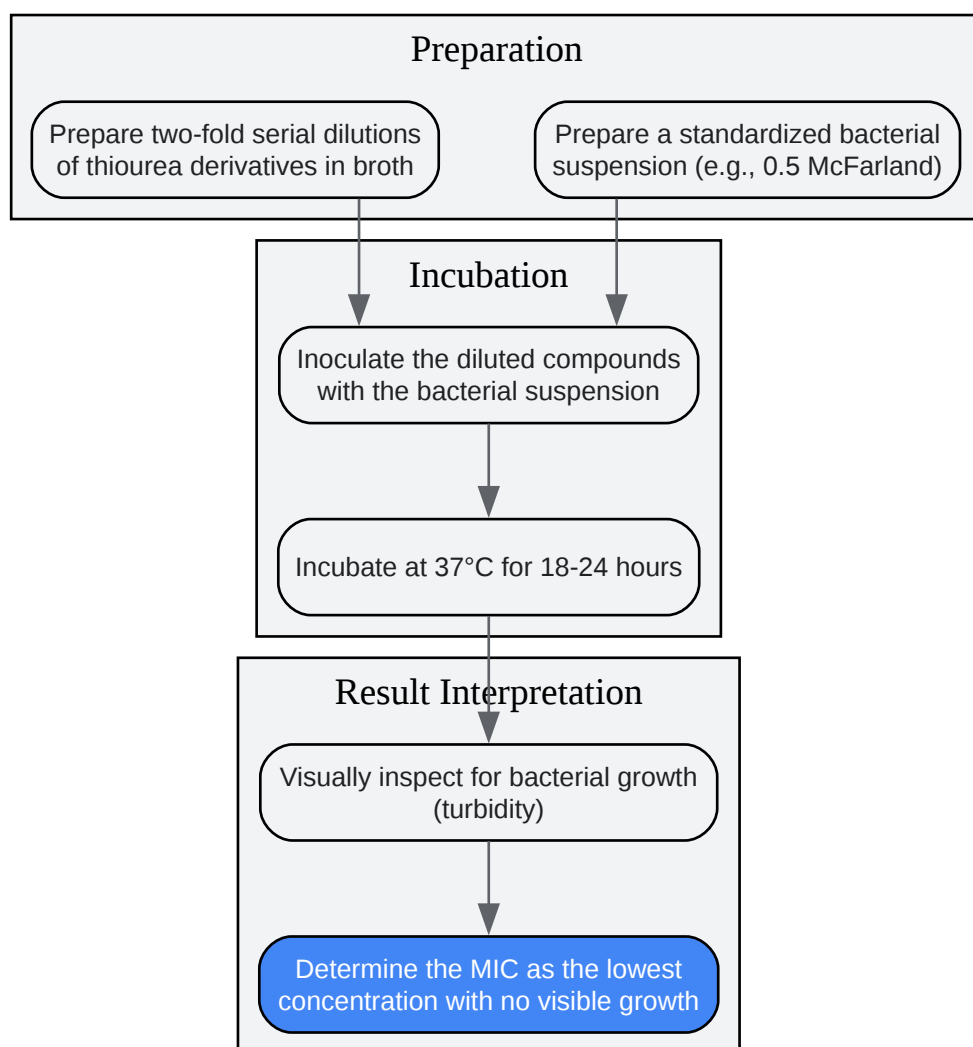 Preparation
Prepare two-fold serial dilutions
of thiourea derivatives in broth
Prepare a standardized bacterial
suspension (e.g., 0.5 McFarland)
Incubation
Inoculate the diluted compounds
with the bacterial suspension
Incubate at 37°C for 18-24 hours
Result Interpretation
Visually inspect for bacterial growth
(turbidity)
Determine the MIC as the lowest
concentration with no visible growth